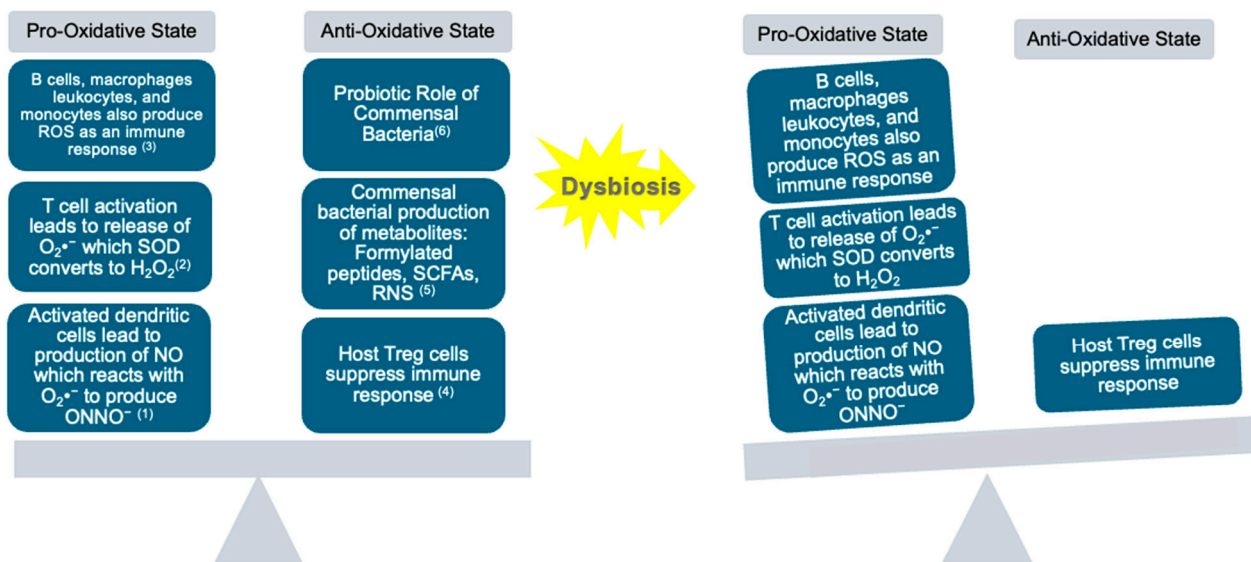 Pro-Oxidative State
B cells, macrophages
leukocytes, and
monocytes also produce
ROS as an immune
response (3)
T cell activation
leads to release of
O₂•⁻ which SOD
converts to H₂O₂(2)
Activated dendritic
cells lead to
production of NO
which reacts with
O₂•⁻ to produce
ONNO⁻ (1)
Anti-Oxidative State
Probiotic Role of
Commensal
Bacteria(6)
Commensal
bacterial production
of metabolites:
Formylated
peptides, SCFAs,
RNS (5)
Host Treg cells
suppress immune
response (4)
Dysbiosis
Pro-Oxidative State
B cells,
macrophages
leukocytes, and
monocytes also
produce ROS as an
immune response
T cell activation leads
to release of O₂•⁻
which SOD converts
to H₂O₂
Activated dendritic
cells lead to
production of NO
which reacts with
O₂•⁻ to produce
ONNO⁻
Anti-Oxidative State
Host Treg cells
suppress immune
response